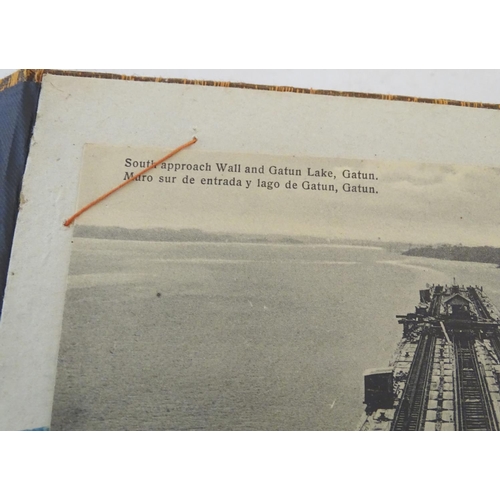 South approach Wall and Gatun Lake, Gatun.
Muro sur de entrada y lago de Gatun, Gatun.